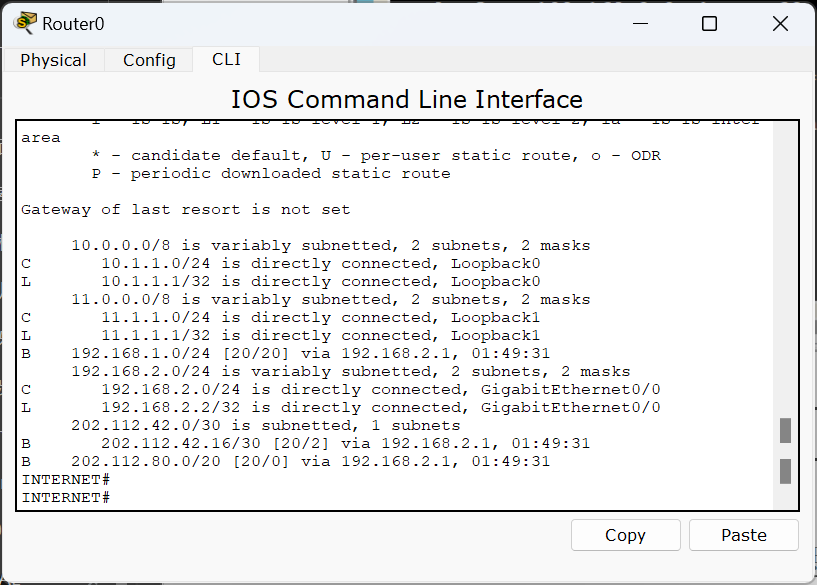 Router0
Physical Config CLI
IOS Command Line Interface
area
* - candidate default, U - per-user static route, o - ODR
P - periodic downloaded static route
Gateway of last resort is not set
10.0.0.0/8 is variably subnetted, 2 subnets, 2 masks
C 10.1.1.0/24 is directly connected, Loopback0
L 10.1.1.1/32 is directly connected, Loopback0
11.0.0.0/8 is variably subnetted, 2 subnets, 2 masks
C 11.1.1.0/24 is directly connected, Loopback1
L 11.1.1.1/32 is directly connected, Loopback1
B 192.168.1.0/24 [20/20] via 192.168.2.1, 01:49:31
192.168.2.0/24 is variably subnetted, 2 subnets, 2 masks
C 192.168.2.0/24 is directly connected, GigabitEthernet0/0
L 192.168.2.2/32 is directly connected, GigabitEthernet0/0
202.112.42.0/30 is subnetted, 1 subnets
B 202.112.42.16/30 [20/2] via 192.168.2.1, 01:49:31
B 202.112.80.0/20 [20/0] via 192.168.2.1, 01:49:31
INTERNET#
INTERNET#
Copy Paste